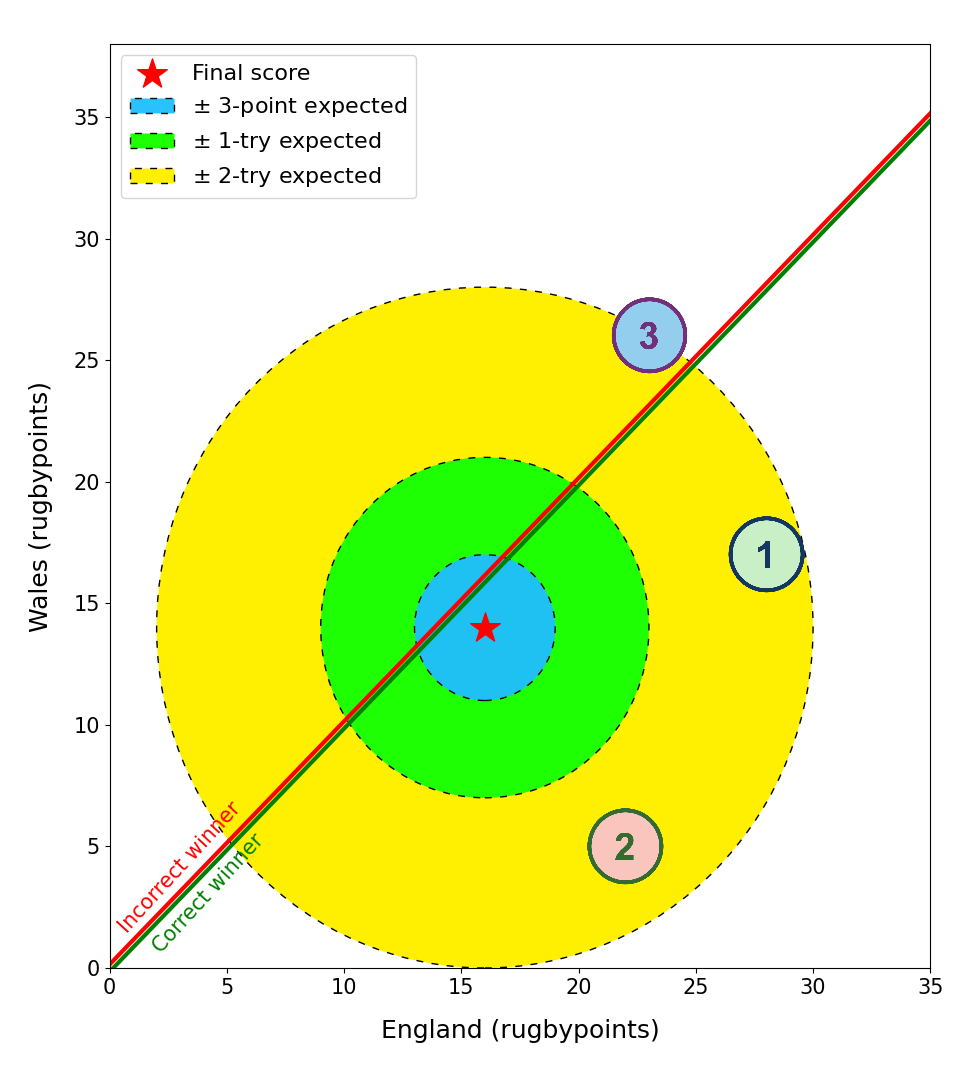 Final score
± 3-point expected
± 1-try expected
± 2-try expected
35
30
25
20
15
10
5
0
Wales (rugbypoints)
3
1
2
Incorrect winner
Correct winner
0 5 10 15 20 25 30 35
England (rugbypoints)